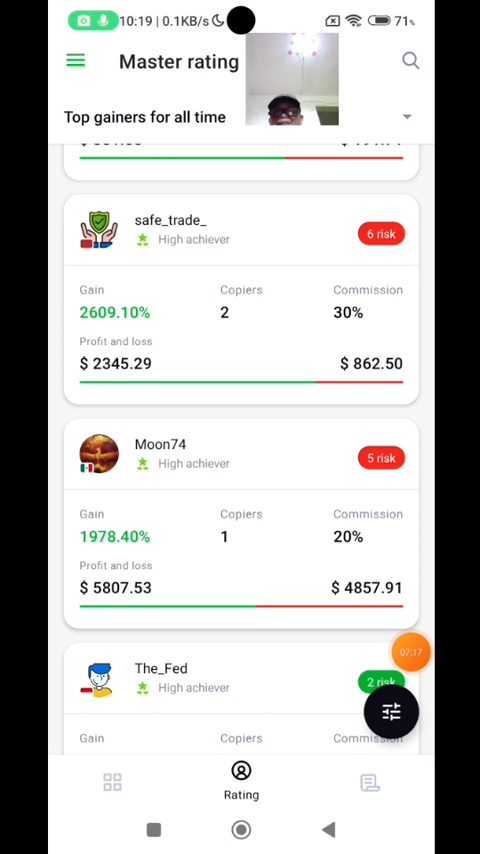 10:19 | 0.1KB/s
71%
Master rating
Top gainers for all time
safe_trade_
High achiever
6 risk
Gain
Copiers
Commission
2609.10%
2
30%
Profit and loss
$ 2345.29
$ 862.50
Moon74
High achiever
5 risk
Gain
Copiers
Commission
1978.40%
1
20%
Profit and loss
$ 5807.53
$ 4857.91
07:17
The_Fed
High achiever
2 risk
Gain
Copiers
Commission
Rating